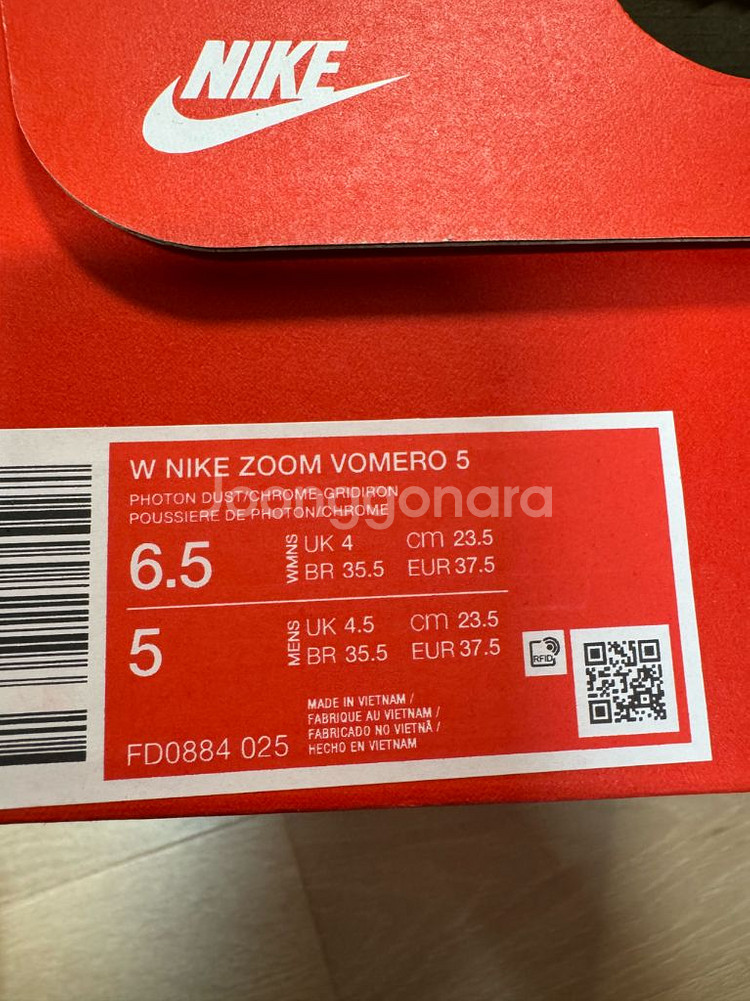 NIKE
W NIKE ZOOM VOMERO 5
PHOTON DUST/CHROME-GRIDIRON
POUSSIERE DE PHOTON/CHROME
Joonggonara
6.5 WMNS UK 4 cm 23.5
BR 35.5 EUR 37.5
5 MENS UK 4.5 cm 23.5
BR 35.5 EUR 37.5
RFID
MADE IN VIETNAM /
FABRIQUE AU VIETNAM /
FABRICADO NO VIETNÃ /
HECHO EN VIETNAM
FD0884 025